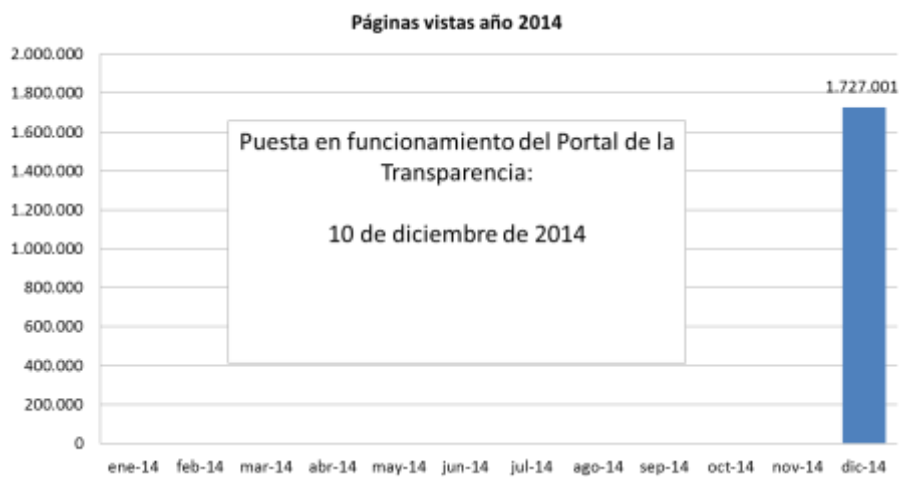 Páginas vistas año 2014
2.000.000
1.800.000
1.600.000
1.400.000
1.200.000
1.000.000
800.000
600.000
400.000
200.000
0
1.727.001
Puesta en funcionamiento del Portal de la
Transparencia:
10 de diciembre de 2014
ene-14 feb-14 mar-14 abr-14 may-14 jun-14 jul-14 ago-14 sep-14 oct-14 nov-14 dic-14